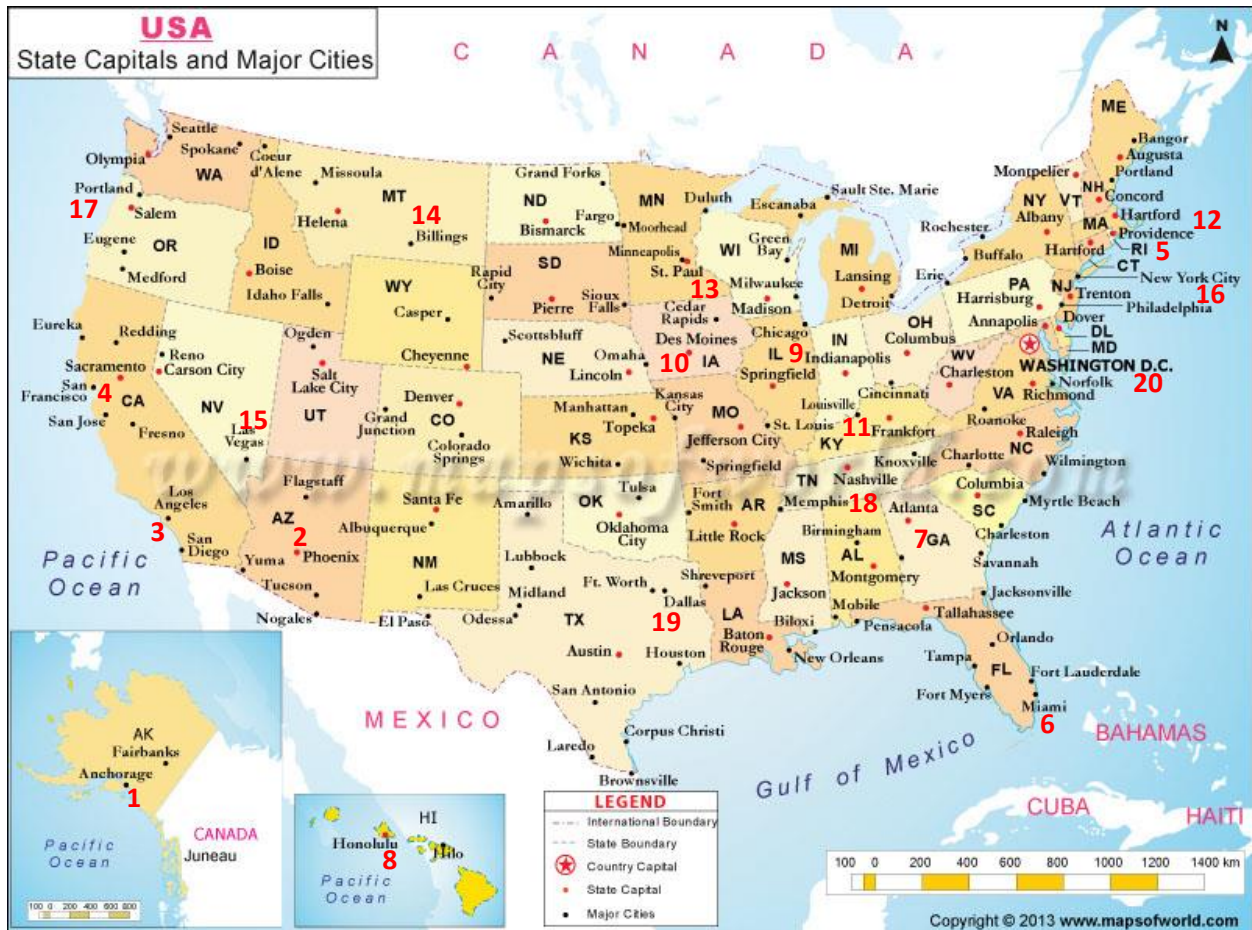 USA
State Capitals and Major Cities
C A N A D A
N
Seattle
Olympia
Spokane
Coeur
d'Alene
WA
Missoula
MT
Helena
14
Billings
Grand Forks
ND
Fargo
Bismarck
MN
Moorhead
Duluth
Minneapolis
St. Paul
13
Sault Ste. Marie
Escanaba
WI
Green
Bay
Milwaukee
Madison
MI
Lansing
Detroit
ME
Bangor
Augusta
Portland
Montpelier
NH
VT
Concord
NY
Albany
Hartford
12
MA
Providence
Rochester
Hartford
RI
5
Buffalo
CT
Erie
New York City
PA
NJ
16
Harrisburg
Trenton
Philadelphia
Annapolis
Dover
DL
MD
WASHINGTON D.C.
20
Portland
17
Salem
Eugene
OR
Medford
ID
Boise
Idaho Falls
WY
Casper
Cheyenne
Rapid
City
SD
Pierre
Sioux
Falls
Scottsbluff
NE
Omaha
Lincoln
Cedar
Rapids
Des Moines
10
IA
Chicago
IL
9
Springfield
IN
Indianapolis
OH
Columbus
Cincinnati
WV
Charleston
VA
Norfolk
Richmond
Roanoke
Eureka
Redding
Reno
Carson City
Sacramento
4
San
Francisco
CA
San Jose
Fresno
NV
15
Las
Vegas
Ogden
Salt
Lake City
UT
Grand
Junction
Denver
CO
Colorado
Springs
Manhattan
Topeka
KS
Wichita
Kansas
City
MO
St. Louis
Jefferson City
Springfield
Louisville
11
Frankfort
KY
Knoxville
Raleigh
NC
Charlotte
Wilmington
www.mapsofworld.com
Los
Angeles
3
San
Diego
Flagstaff
AZ
2
Phoenix
Yuma
Tucson
Nogales
Santa Fe
Albuquerque
NM
Las Cruces
El Paso
Amarillo
Lubbock
Midland
Odessa
Tulsa
OK
Oklahoma
City
Fort
Smith
AR
Little Rock
TN
Nashville
Memphis
18
Birmingham
AL
Montgomery
Atlanta
7
GA
Columbia
SC
Myrtle Beach
Charleston
Savannah
Atlantic
Ocean
Pacific
Ocean
Ft. Worth
Dallas
TX
19
Austin
Houston
San Antonio
Corpus Christi
Laredo
Brownsville
Shreveport
LA
Baton
Rouge
MS
Jackson
Biloxi
New Orleans
Mobile
Pensacola
Tallahassee
Jacksonville
Orlando
Tampa
FL
Fort Lauderdale
Fort Myers
Miami
6
MEXICO
Gulf of Mexico
BAHAMAS
CUBA
HAITI
AK
Fairbanks
Anchorage
1
CANADA
Juneau
Pacific
Ocean
100 0 200 400 600 800
HI
Honolulu
8
Hilo
Pacific
Ocean
LEGEND
International Boundary
State Boundary
Country Capital
State Capital
Major Cities
100 0 200 400 600 800 1000 1200 1400 km
Copyright © 2013 www.mapsofworld.com